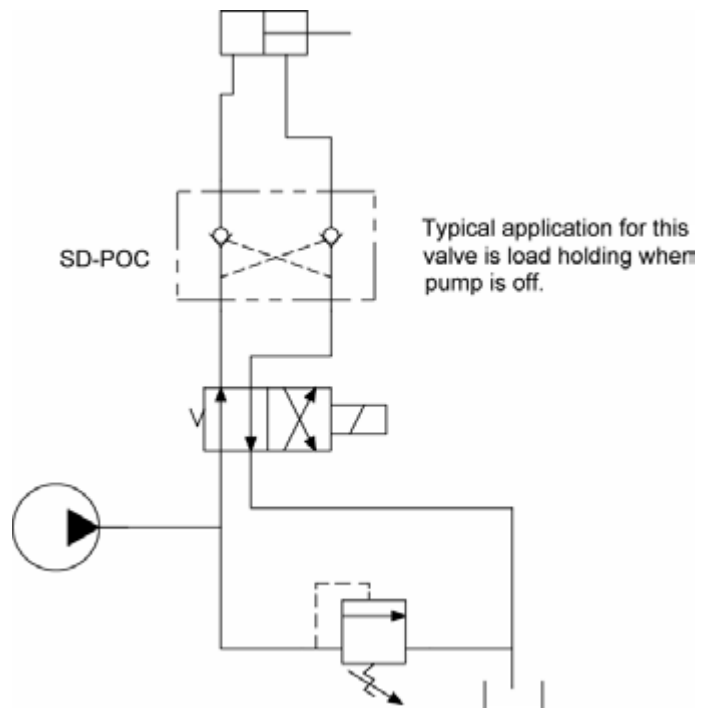 SD-POC
Typical application for this
valve is load holding when
pump is off.